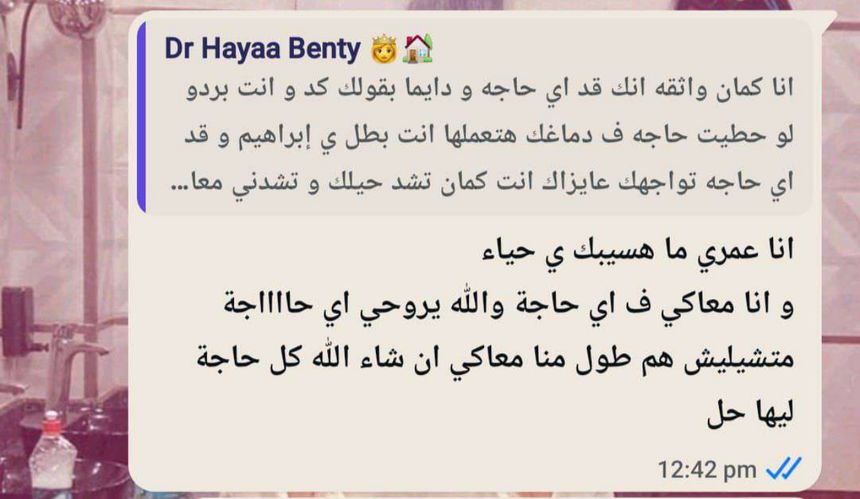 Dr Hayaa Benty 👸🏡
انا كمان واثقه انك قد اي حاجه و دايما بقولك كد و انت بردو
لو حطيت حاجه ف دماغك هتعملها انت بطل ي إبراهيم و قد
اي حاجه تواجهك عايزاك انت كمان تشد حيلك و تشدني معا...
انا عمري ما هسيبك ي حياء
و انا معاكي ف اي حاجة والله يروحي اي حااااجة
متشيليش هم طول منا معاكي ان شاء الله كل حاجة
ليها حل
12:42 pm